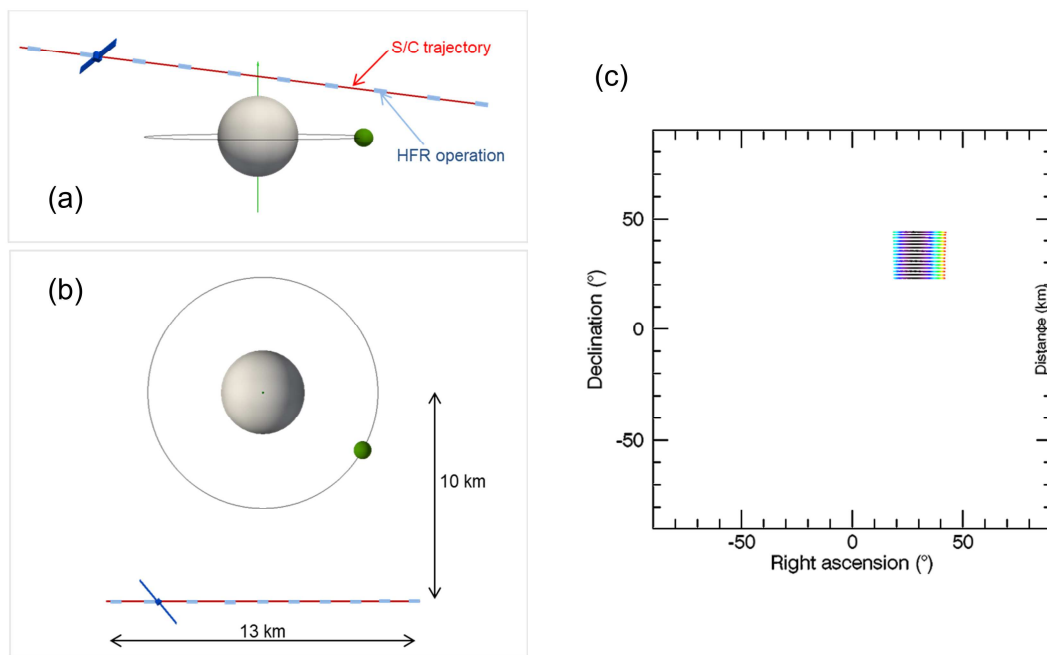 S/C trajectory
HFR operation
(a)
(b)
10 km
13 km
(c)
50
0
-50
Declination (°)
-50
0
50
Right ascension (°)
Distance (km)